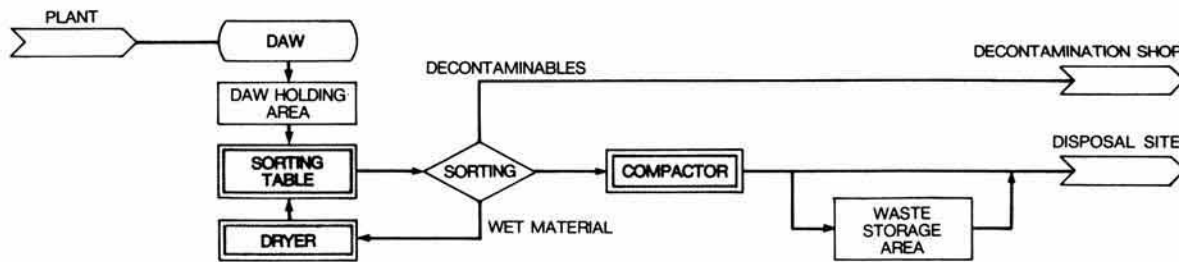 PLANT
DAW
DECONTAMINATION SHOP
DECONTAMINABLES
DAW HOLDING
AREA
DISPOSAL SITE
SORTING
TABLE
SORTING
COMPACTOR
WET MATERIAL
WASTE
STORAGE
AREA
DRYER